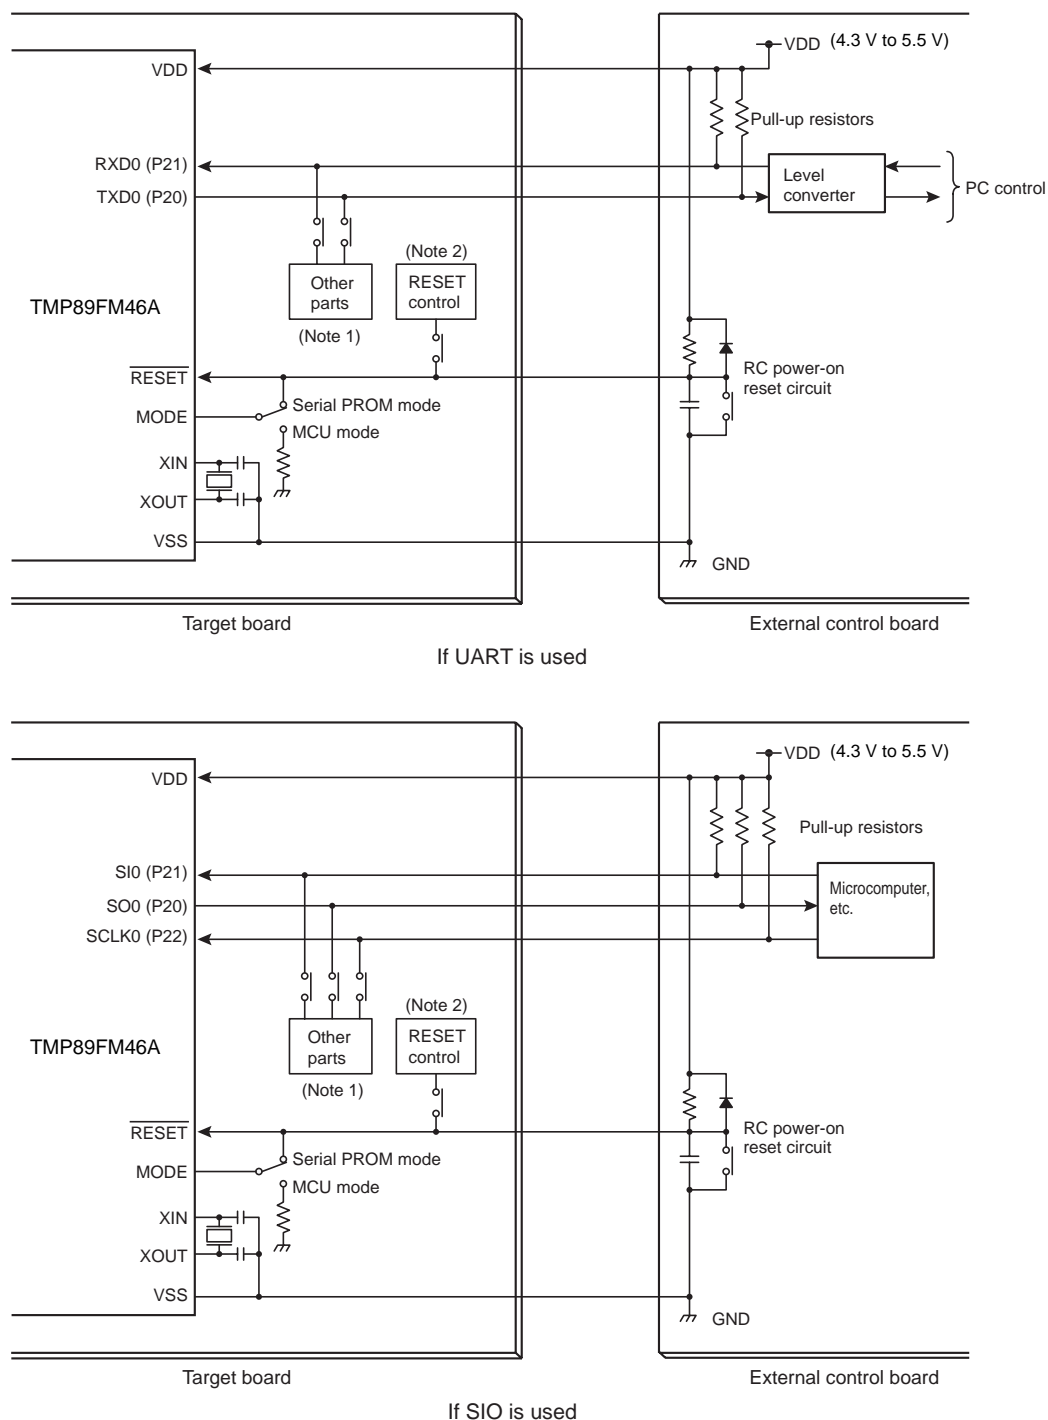 VDD (4.3 V to 5.5 V)
VDD
Pull-up resistors
RXD0 (P21)
TXD0 (P20)
Level
converter
PC control
(Note 2)
RESET
control
Other
parts
(Note 1)
TMP89FM46A
RESET
RC power-on
reset circuit
MODE
Serial PROM mode
MCU mode
XIN
XOUT
VSS
GND
Target board
External control board
If UART is used
VDD (4.3 V to 5.5 V)
VDD
Pull-up resistors
SI0 (P21)
SO0 (P20)
SCLK0 (P22)
Microcomputer,
etc.
(Note 2)
RESET
control
Other
parts
(Note 1)
TMP89FM46A
RESET
RC power-on
reset circuit
MODE
Serial PROM mode
MCU mode
XIN
XOUT
VSS
GND
Target board
External control board
If SIO is used